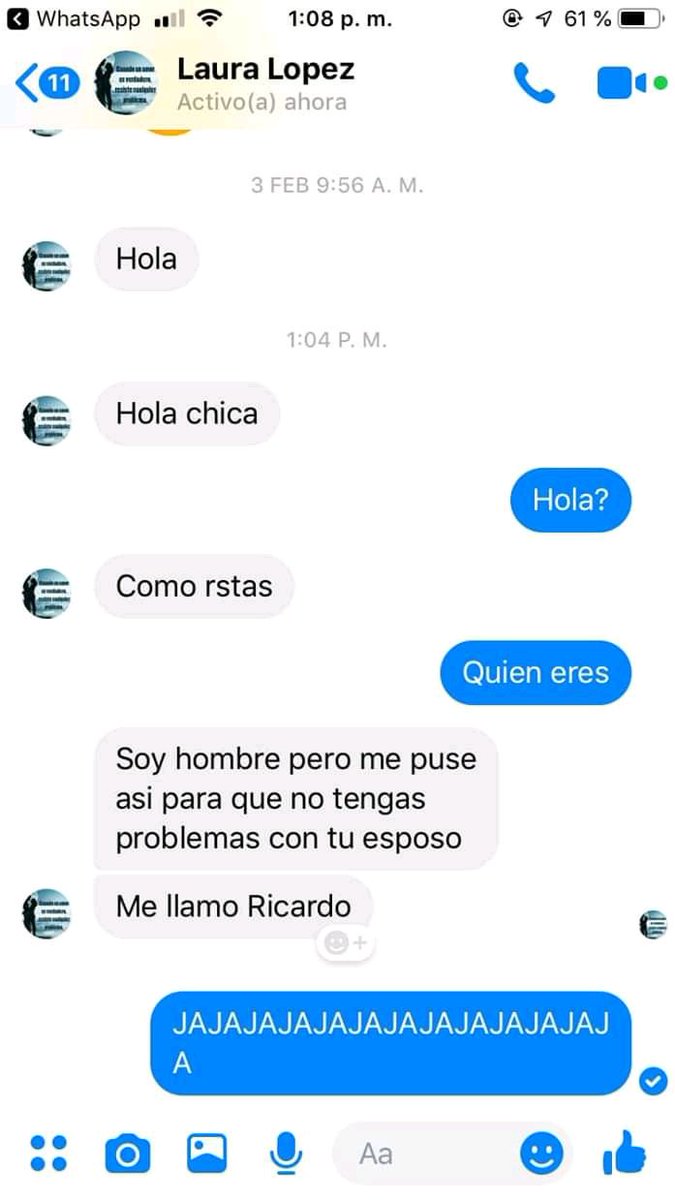 WhatsApp 1:08 p. m. 61 %
11 Laura Lopez
Activo(a) ahora
3 FEB 9:56 A. M.
Hola
1:04 P. M.
Hola chica
Hola?
Como rstas
Quien eres
Soy hombre pero me puse
asi para que no tengas
problemas con tu esposo
Me llamo Ricardo
JAJAJAJAJAJAJAJAJAJAJAJAJ
A
Aa